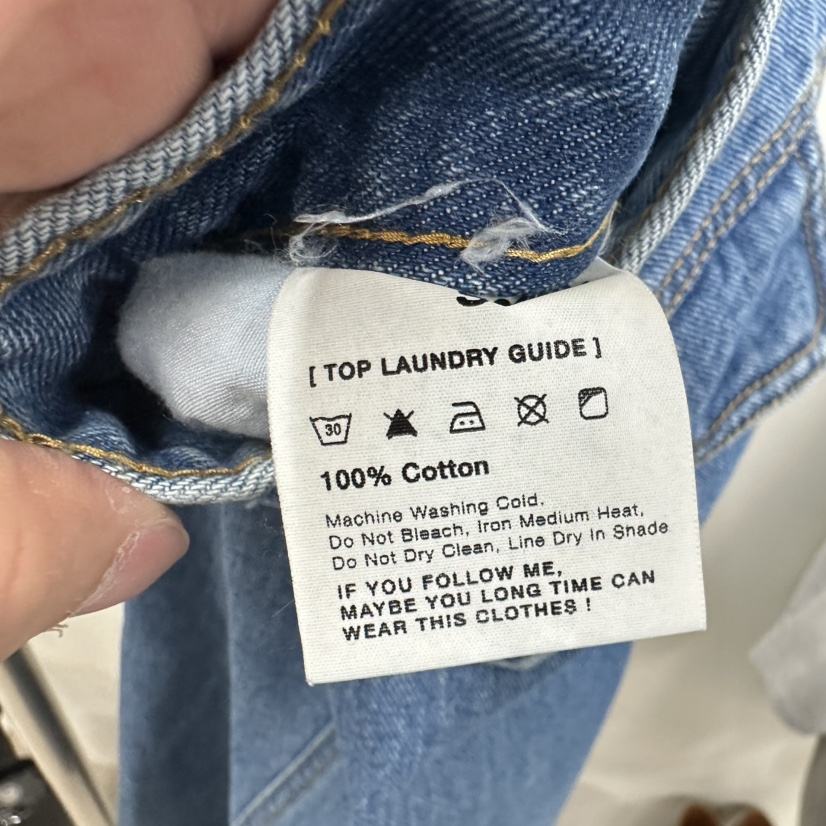 [ TOP LAUNDRY GUIDE ]
30
100% Cotton
Machine Washing Cold,
Do Not Bleach, Iron Medium Heat,
Do Not Dry Clean, Line Dry in Shade
IF YOU FOLLOW ME,
MAYBE YOU LONG TIME CAN
WEAR THIS CLOTHES !